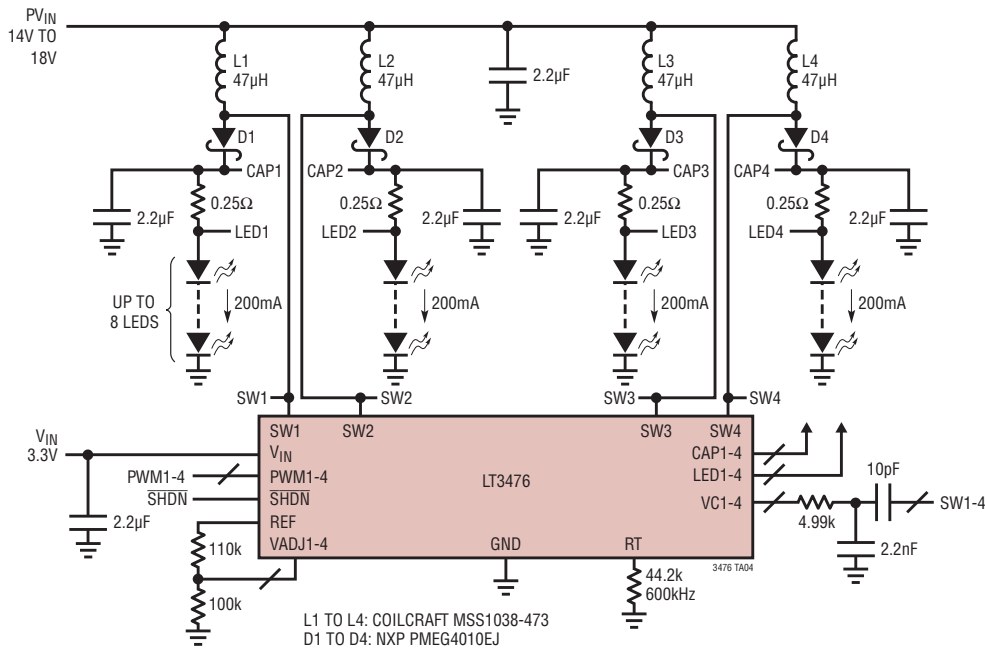 PVIN
14V TO
18V
L1
47µH
L2
47µH
2.2µF
L3
47µH
L4
47µH
D1
D2
D3
D4
CAP1
CAP2
CAP3
CAP4
2.2µF
0.25Ω
0.25Ω
2.2µF
2.2µF
0.25Ω
0.25Ω
2.2µF
LED1
LED2
LED3
LED4
UP TO
8 LEDS
200mA
200mA
200mA
200mA
SW1
SW2
SW3
SW4
SW1
SW2
SW3
SW4
VIN
3.3V
VIN
CAP1-4
PWM1-4
PWM1-4
LT3476
LED1-4
10pF
SHDN
SHDN
VC1-4
SW1-4
4.99k
2.2µF
REF
110k
VADJ1-4
GND
RT
2.2nF
3476 TA04
44.2k
600kHz
100k
L1 TO L4: COILCRAFT MSS1038-473
D1 TO D4: NXP PMEG4010EJ